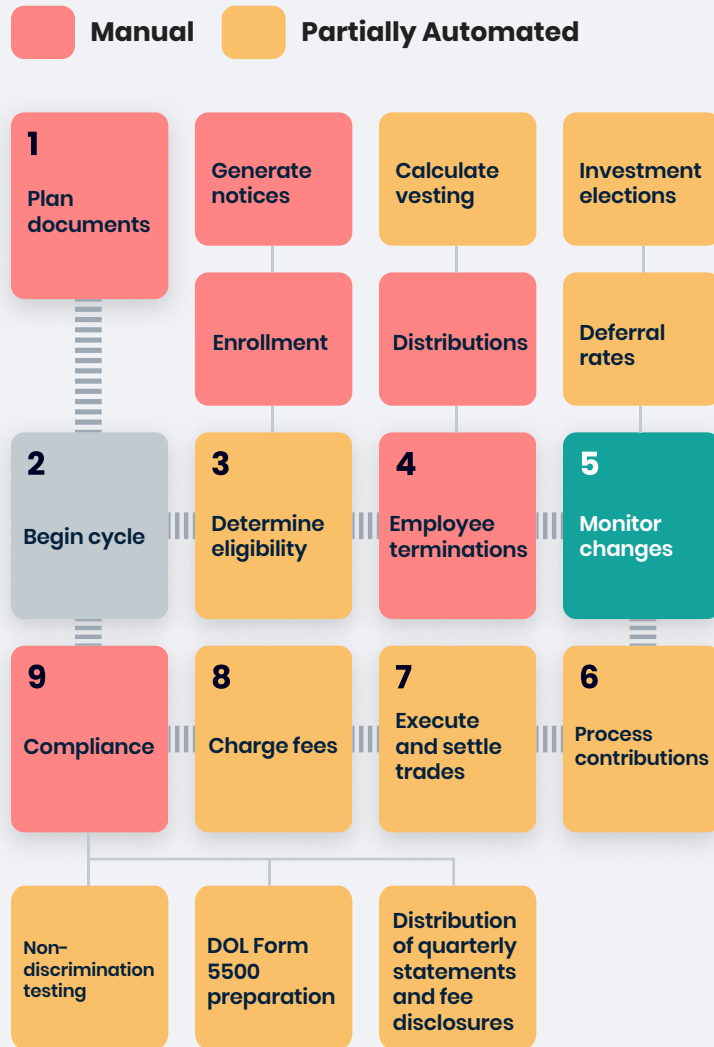 Manual
Partially Automated
1
Plan
documents
Generate
notices
Calculate
vesting
Investment
elections
Enrollment
Distributions
Deferral
rates
2
Begin cycle
3
Determine
eligibility
4
Employee
terminations
5
Monitor
changes
9
Compliance
8
Charge fees
7
Execute
and settle
trades
6
Process
contributions
Non-
discrimination
testing
DOL Form
5500
preparation
Distribution
of quarterly
statements
and fee
disclosures